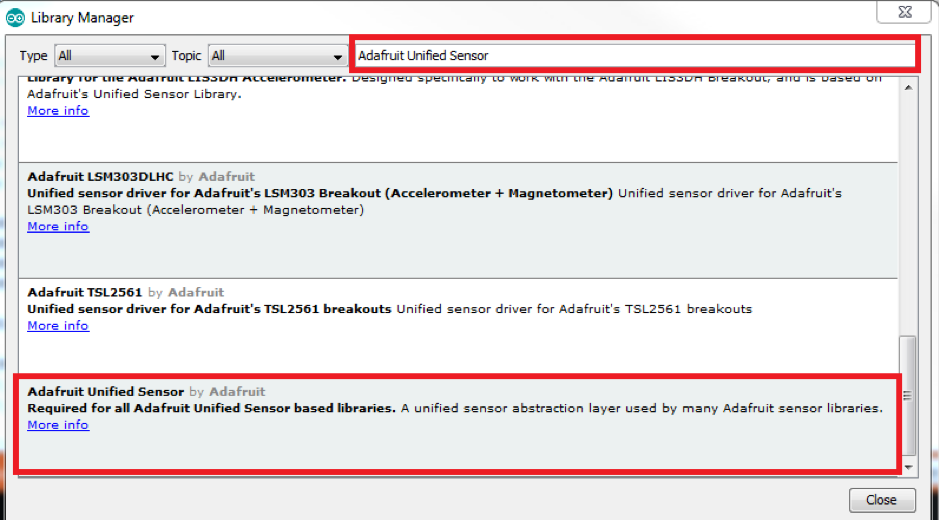 Library Manager
Type All Topic All Adafruit Unified Sensor
Library for the Adafruit LIS3DH Accelerometer. Designed specifically to work with the Adafruit LIS3DH Breakout, and is based on
Adafruit's Unified Sensor Library.
More info
Adafruit LSM303DLHC by Adafruit
Unified sensor driver for Adafruit's LSM303 Breakout (Accelerometer + Magnetometer) Unified sensor driver for Adafruit's
LSM303 Breakout (Accelerometer + Magnetometer)
More info
Adafruit TSL2561 by Adafruit
Unified sensor driver for Adafruit's TSL2561 breakouts Unified sensor driver for Adafruit's TSL2561 breakouts
More info
Adafruit Unified Sensor by Adafruit
Required for all Adafruit Unified Sensor based libraries. A unified sensor abstraction layer used by many Adafruit sensor libraries.
More info
Close